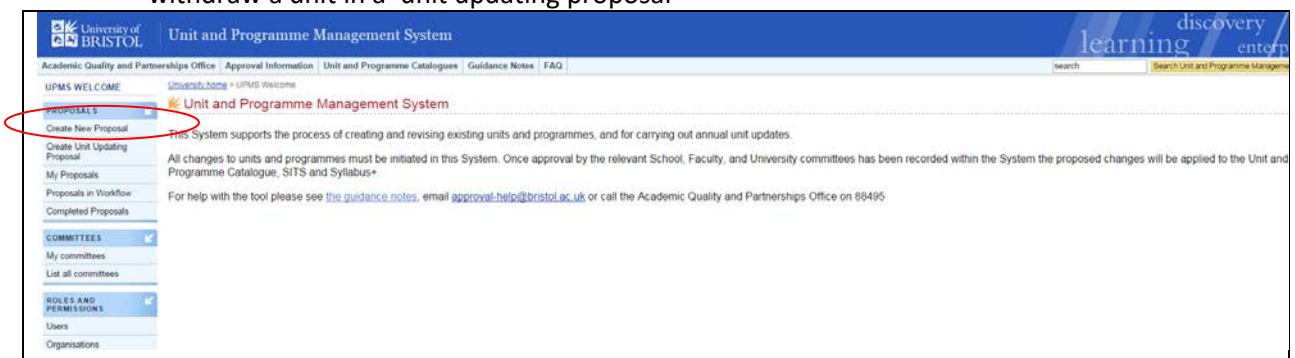 withdraw a unit in a unit updating proposal
University of BRISTOL
Unit and Programme Management System
discovery
learning
enterp
Academic Quality and Partnerships Office Approval Information Unit and Programme Catalogues Guidance Notes FAQ
search Search Unit and Programme Manageme
UPMS WELCOME
University home > UPMS Welcome
PROPOSALS
Unit and Programme Management System
Create New Proposal
This System supports the process of creating and revising existing units and programmes, and for carrying out annual unit updates.
Create Unit Updating
Proposal
All changes to units and programmes must be initiated in this System. Once approval by the relevant School, Faculty, and University committees has been recorded within the System the proposed changes will be applied to the Unit and
Programme Catalogue, SITS and Syllabus+
My Proposals
Proposals in Workflow
For help with the tool please see the guidance notes, email approval-help@bristol.ac.uk or call the Academic Quality and Partnerships Office on 88495
Completed Proposals
COMMITTEES
My committees
List all committees
ROLES AND
PERMISSIONS
Users
Organisations